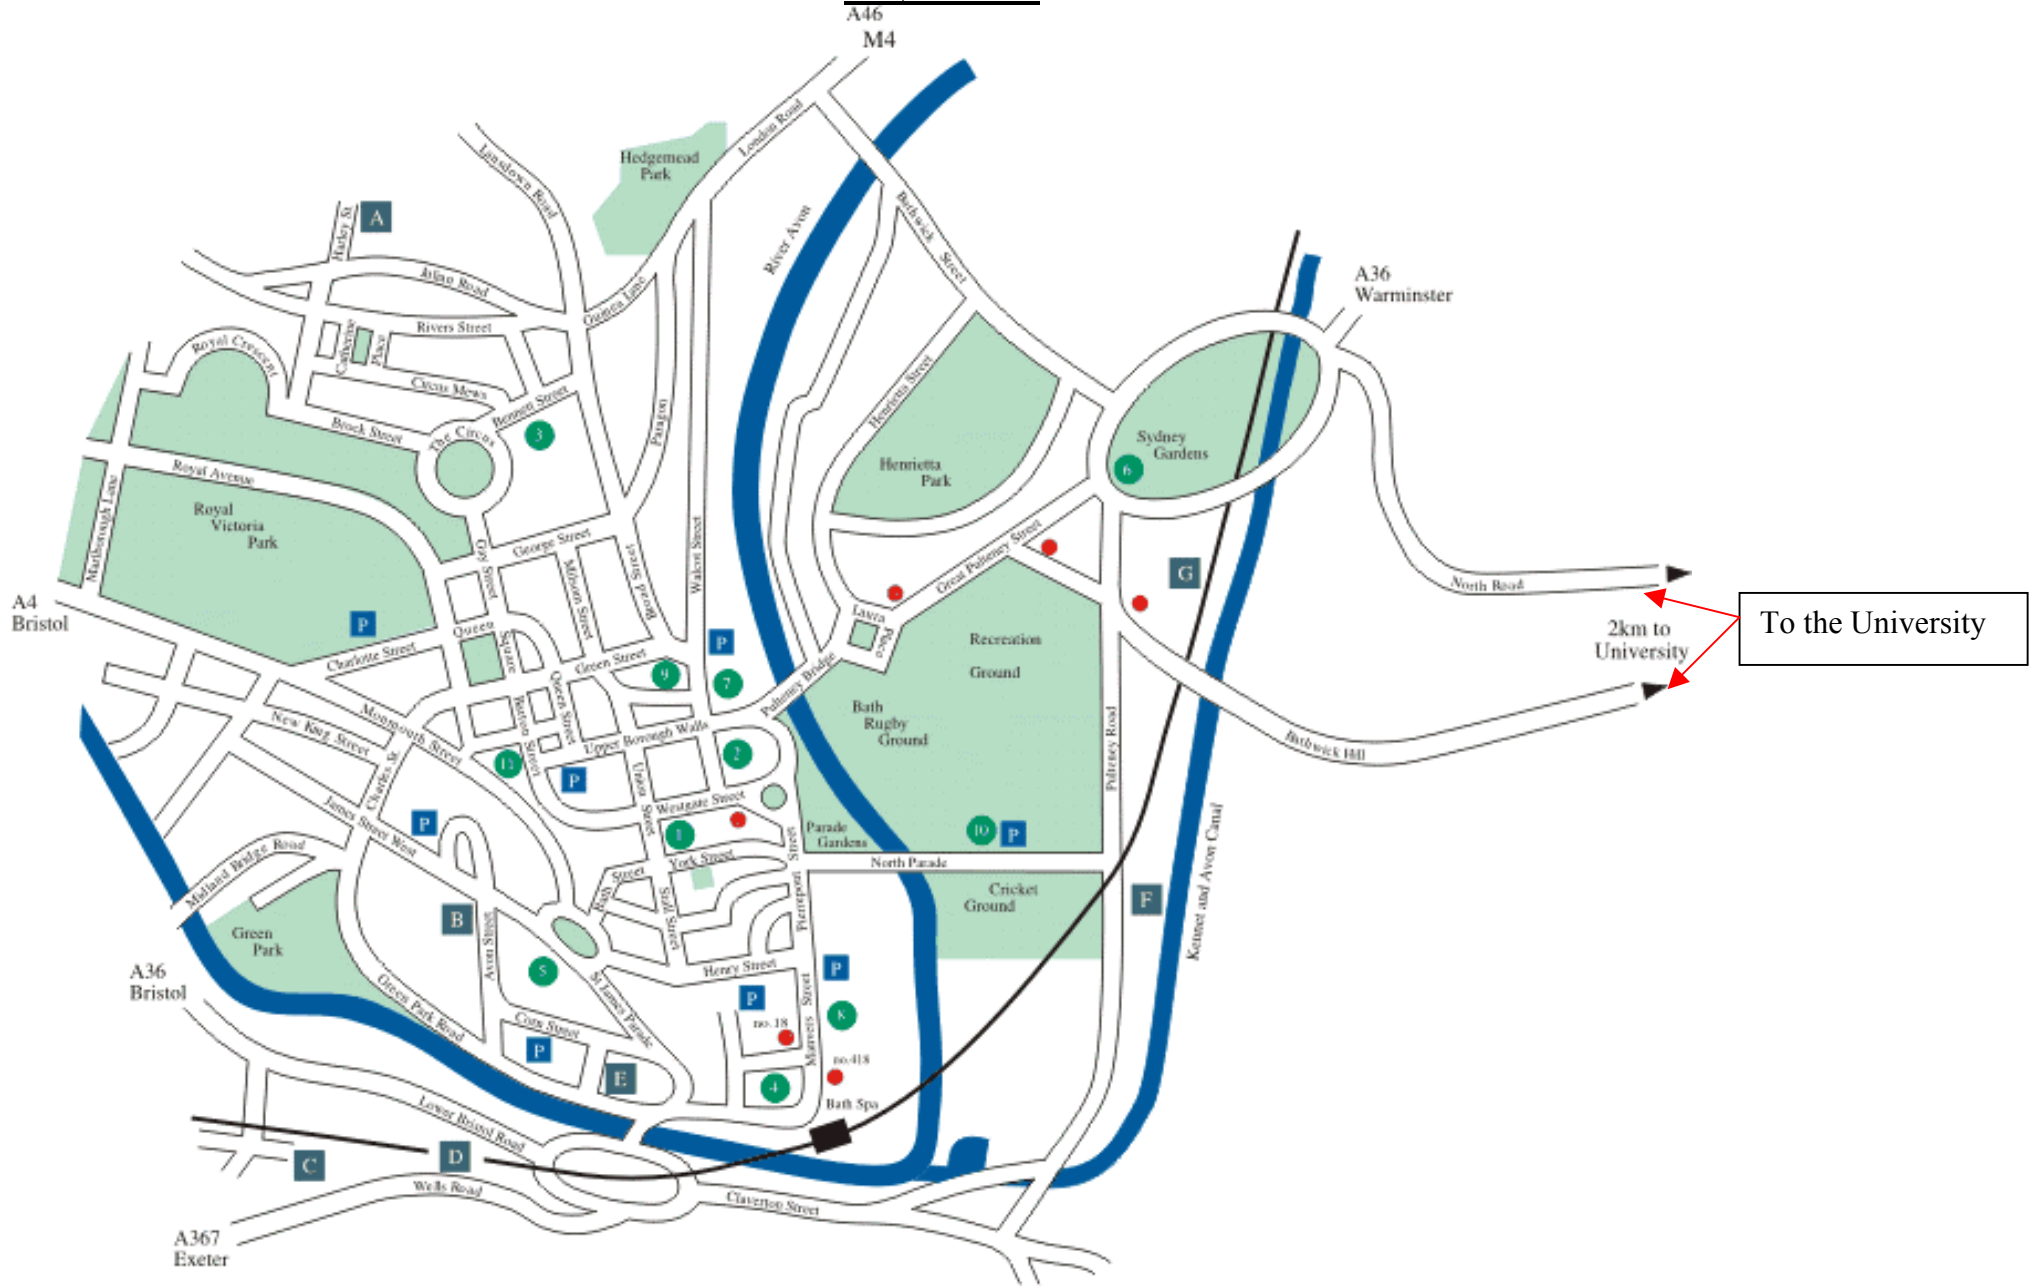 A46
M4
London Road
Hedgemead
Park
Lansdown Road
Harley St.
A
River Avon
Bathwick
Street
A36
Warminster
Julian Road
Guinea Lane
Rivers Street
Catherine
Place
Royal Crescent
Circus Mews
Bennett Street
Brock Street
The Circus
3
Paragon
Henrietta Street
Henrietta
Park
Sydney
Gardens
6
Royal Avenue
Royal
Victoria
Park
Marlborough Lane
Gay Street
George Street
Milsom Street
Broad Street
Walcot Street
Great Pulteney Street
G
North Road
To the University
2km to
University
A4
Bristol
P
Charlotte Street
Queen
Square
Green Street
9
P
7
Laura
Place
Recreation
Ground
Pulteney Bridge
Bath
Rugby
Ground
Pulteney Road
Bathwick Hill
New King Street
Monmouth Street
Charles St.
Barton Street
Queen Street
Upper Borough Walls
11
P
2
Union
Street
Westgate Street
1
James Street West
P
Parade
Gardens
10
P
Midland Bridge Road
York Street
Bath
Street
Stall Street
Pierrepont
Street
North Parade
Cricket
Ground
F
Kennet and Avon Canal
B
Avon Street
Green
Park
A36
Bristol
Green Park Road
5
St James Parade
Henry Street
P
P
Manvers
Street
8
no.18
no.418
Corn Street
P
E
4
Bath Spa
Lower Bristol Road
C
D
Wells Road
Claverton Street
A367
Exeter